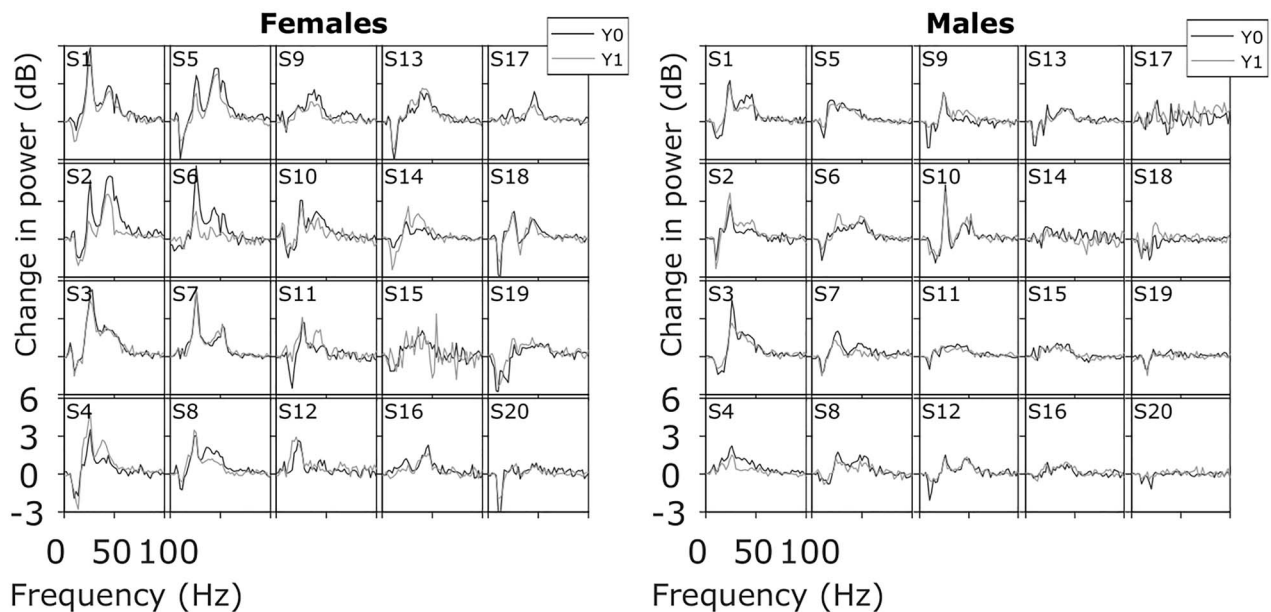 Females
Y0
Y1
Change in power (dB)
S1 S5 S9 S13 S17
S2 S6 S10 S14 S18
S3 S7 S11 S15 S19
S4 S8 S12 S16 S20
6
3
0
-3
0 50 100
Frequency (Hz)
Males
Y0
Y1
Change in power (dB)
S1 S5 S9 S13 S17
S2 S6 S10 S14 S18
S3 S7 S11 S15 S19
S4 S8 S12 S16 S20
6
3
0
-3
0 50 100
Frequency (Hz)